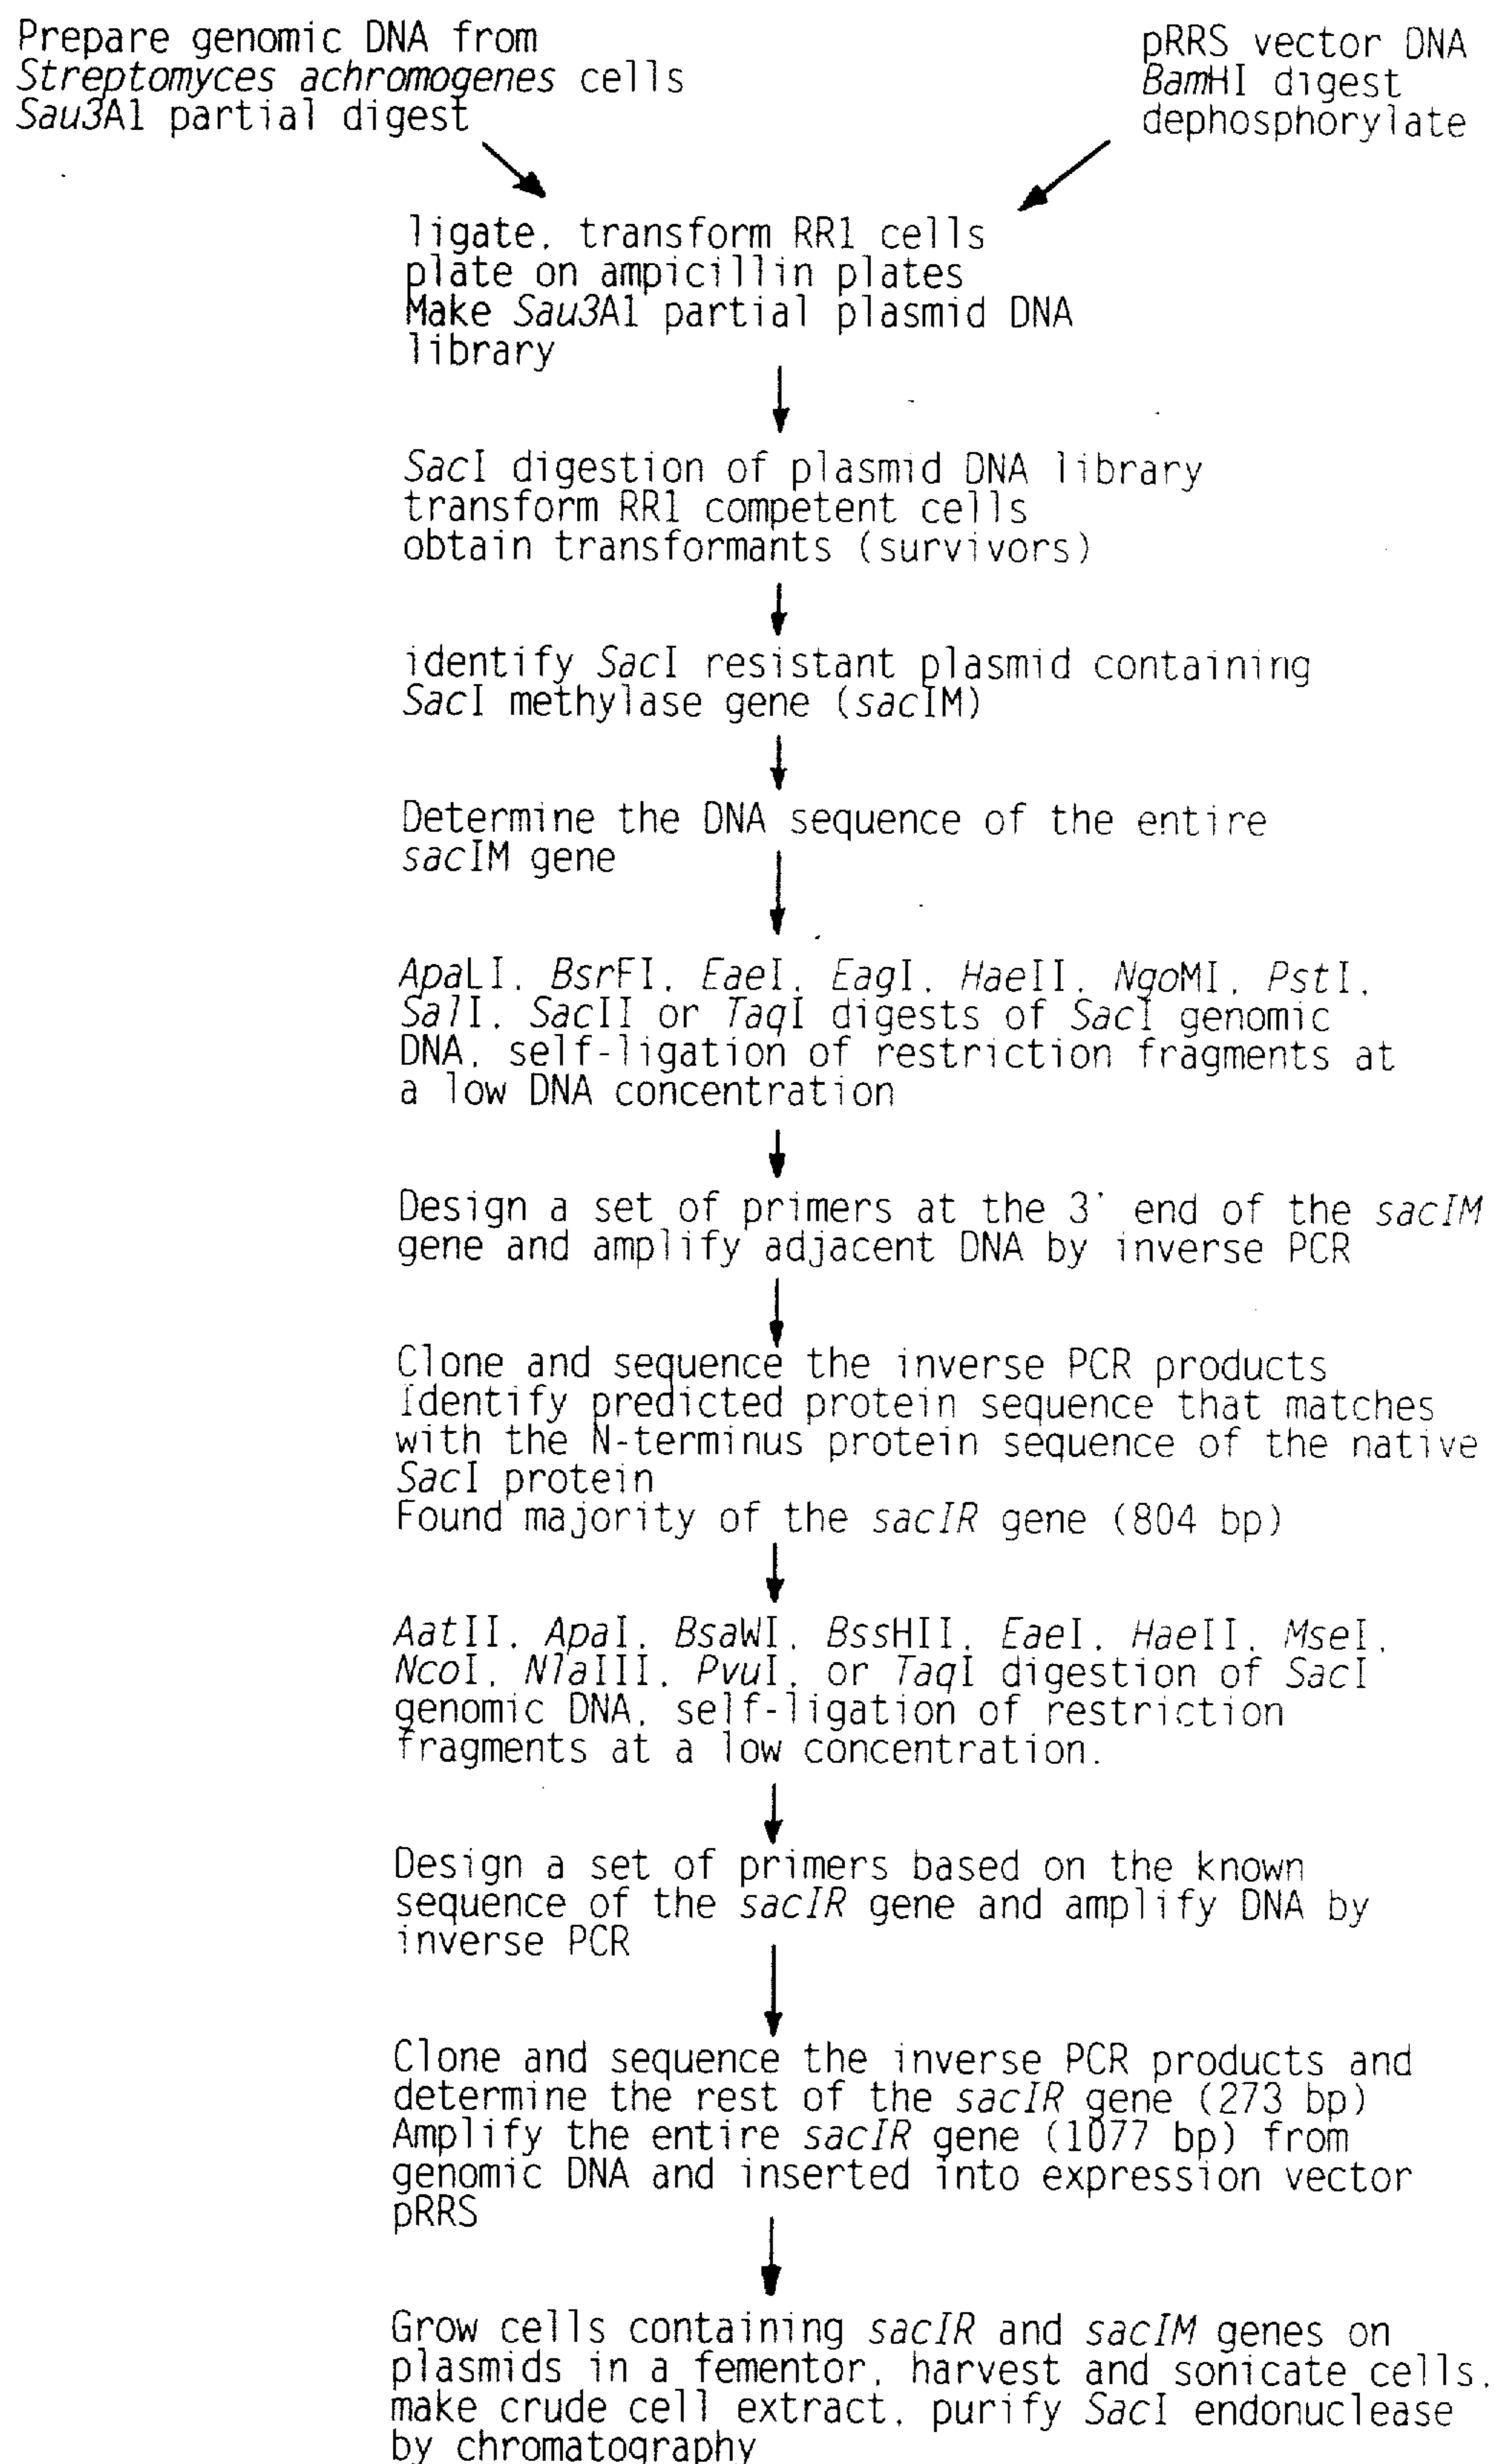 Prepare genomic DNA from
Streptomyces achromogenes cells
Sau3A1 partial digest
pRRS vector DNA
BamHI digest
dephosphorylate
ligate, transform RR1 cells
plate on ampicillin plates
Make Sau3A1 partial plasmid DNA
library
SacI digestion of plasmid DNA library
transform RR1 competent cells
obtain transformants (survivors)
identify SacI resistant plasmid containing
SacI methylase gene (sacIM)
Determine the DNA sequence of the entire
sacIM gene
ApaLI, BsrFI, EaeI, EagI, HaeII, NgoMI, PstI,
SalI, SacII or TaqI digests of SacI genomic
DNA, self-ligation of restriction fragments at
a low DNA concentration
Design a set of primers at the 3' end of the sacIM
gene and amplify adjacent DNA by inverse PCR
Clone and sequence the inverse PCR products
Identify predicted protein sequence that matches
with the N-terminus protein sequence of the native
SacI protein
Found majority of the sacIR gene (804 bp)
AatII, ApaI, BsaWI, BssHII, EaeI, HaeII, MseI,
NcoI, NlaIII, PvuI, or TaqI digestion of SacI
genomic DNA, self-ligation of restriction
fragments at a low concentration.
Design a set of primers based on the known
sequence of the sacIR gene and amplify DNA by
inverse PCR
Clone and sequence the inverse PCR products and
determine the rest of the sacIR gene (273 bp)
Amplify the entire sacIR gene (1077 bp) from
genomic DNA and inserted into expression vector
pRRS
Grow cells containing sacIR and sacIM genes on
plasmids in a fementor, harvest and sonicate cells,
make crude cell extract, purify SacI endonuclease
by chromatography